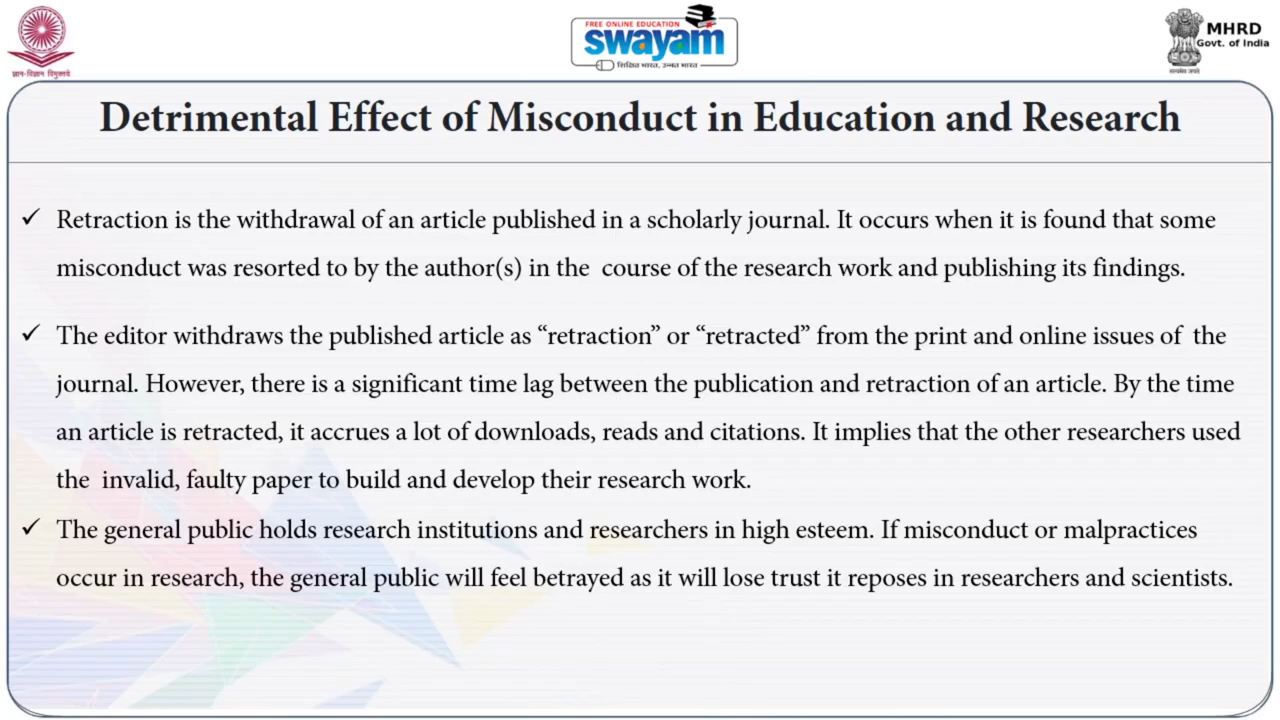 ज्ञान-विज्ञान विमुक्तये
FREE ONLINE EDUCATION
swayam
शिक्षित भारत, उन्नत भारत
सत्यमेव जयते
MHRD
Govt. of India
Detrimental Effect of Misconduct in Education and Research
✓ Retraction is the withdrawal of an article published in a scholarly journal. It occurs when it is found that some
misconduct was resorted to by the author(s) in the course of the research work and publishing its findings.
✓ The editor withdraws the published article as “retraction” or “retracted” from the print and online issues of the
journal. However, there is a significant time lag between the publication and retraction of an article. By the time
an article is retracted, it accrues a lot of downloads, reads and citations. It implies that the other researchers used
the invalid, faulty paper to build and develop their research work.
✓ The general public holds research institutions and researchers in high esteem. If misconduct or malpractices
occur in research, the general public will feel betrayed as it will lose trust it reposes in researchers and scientists.